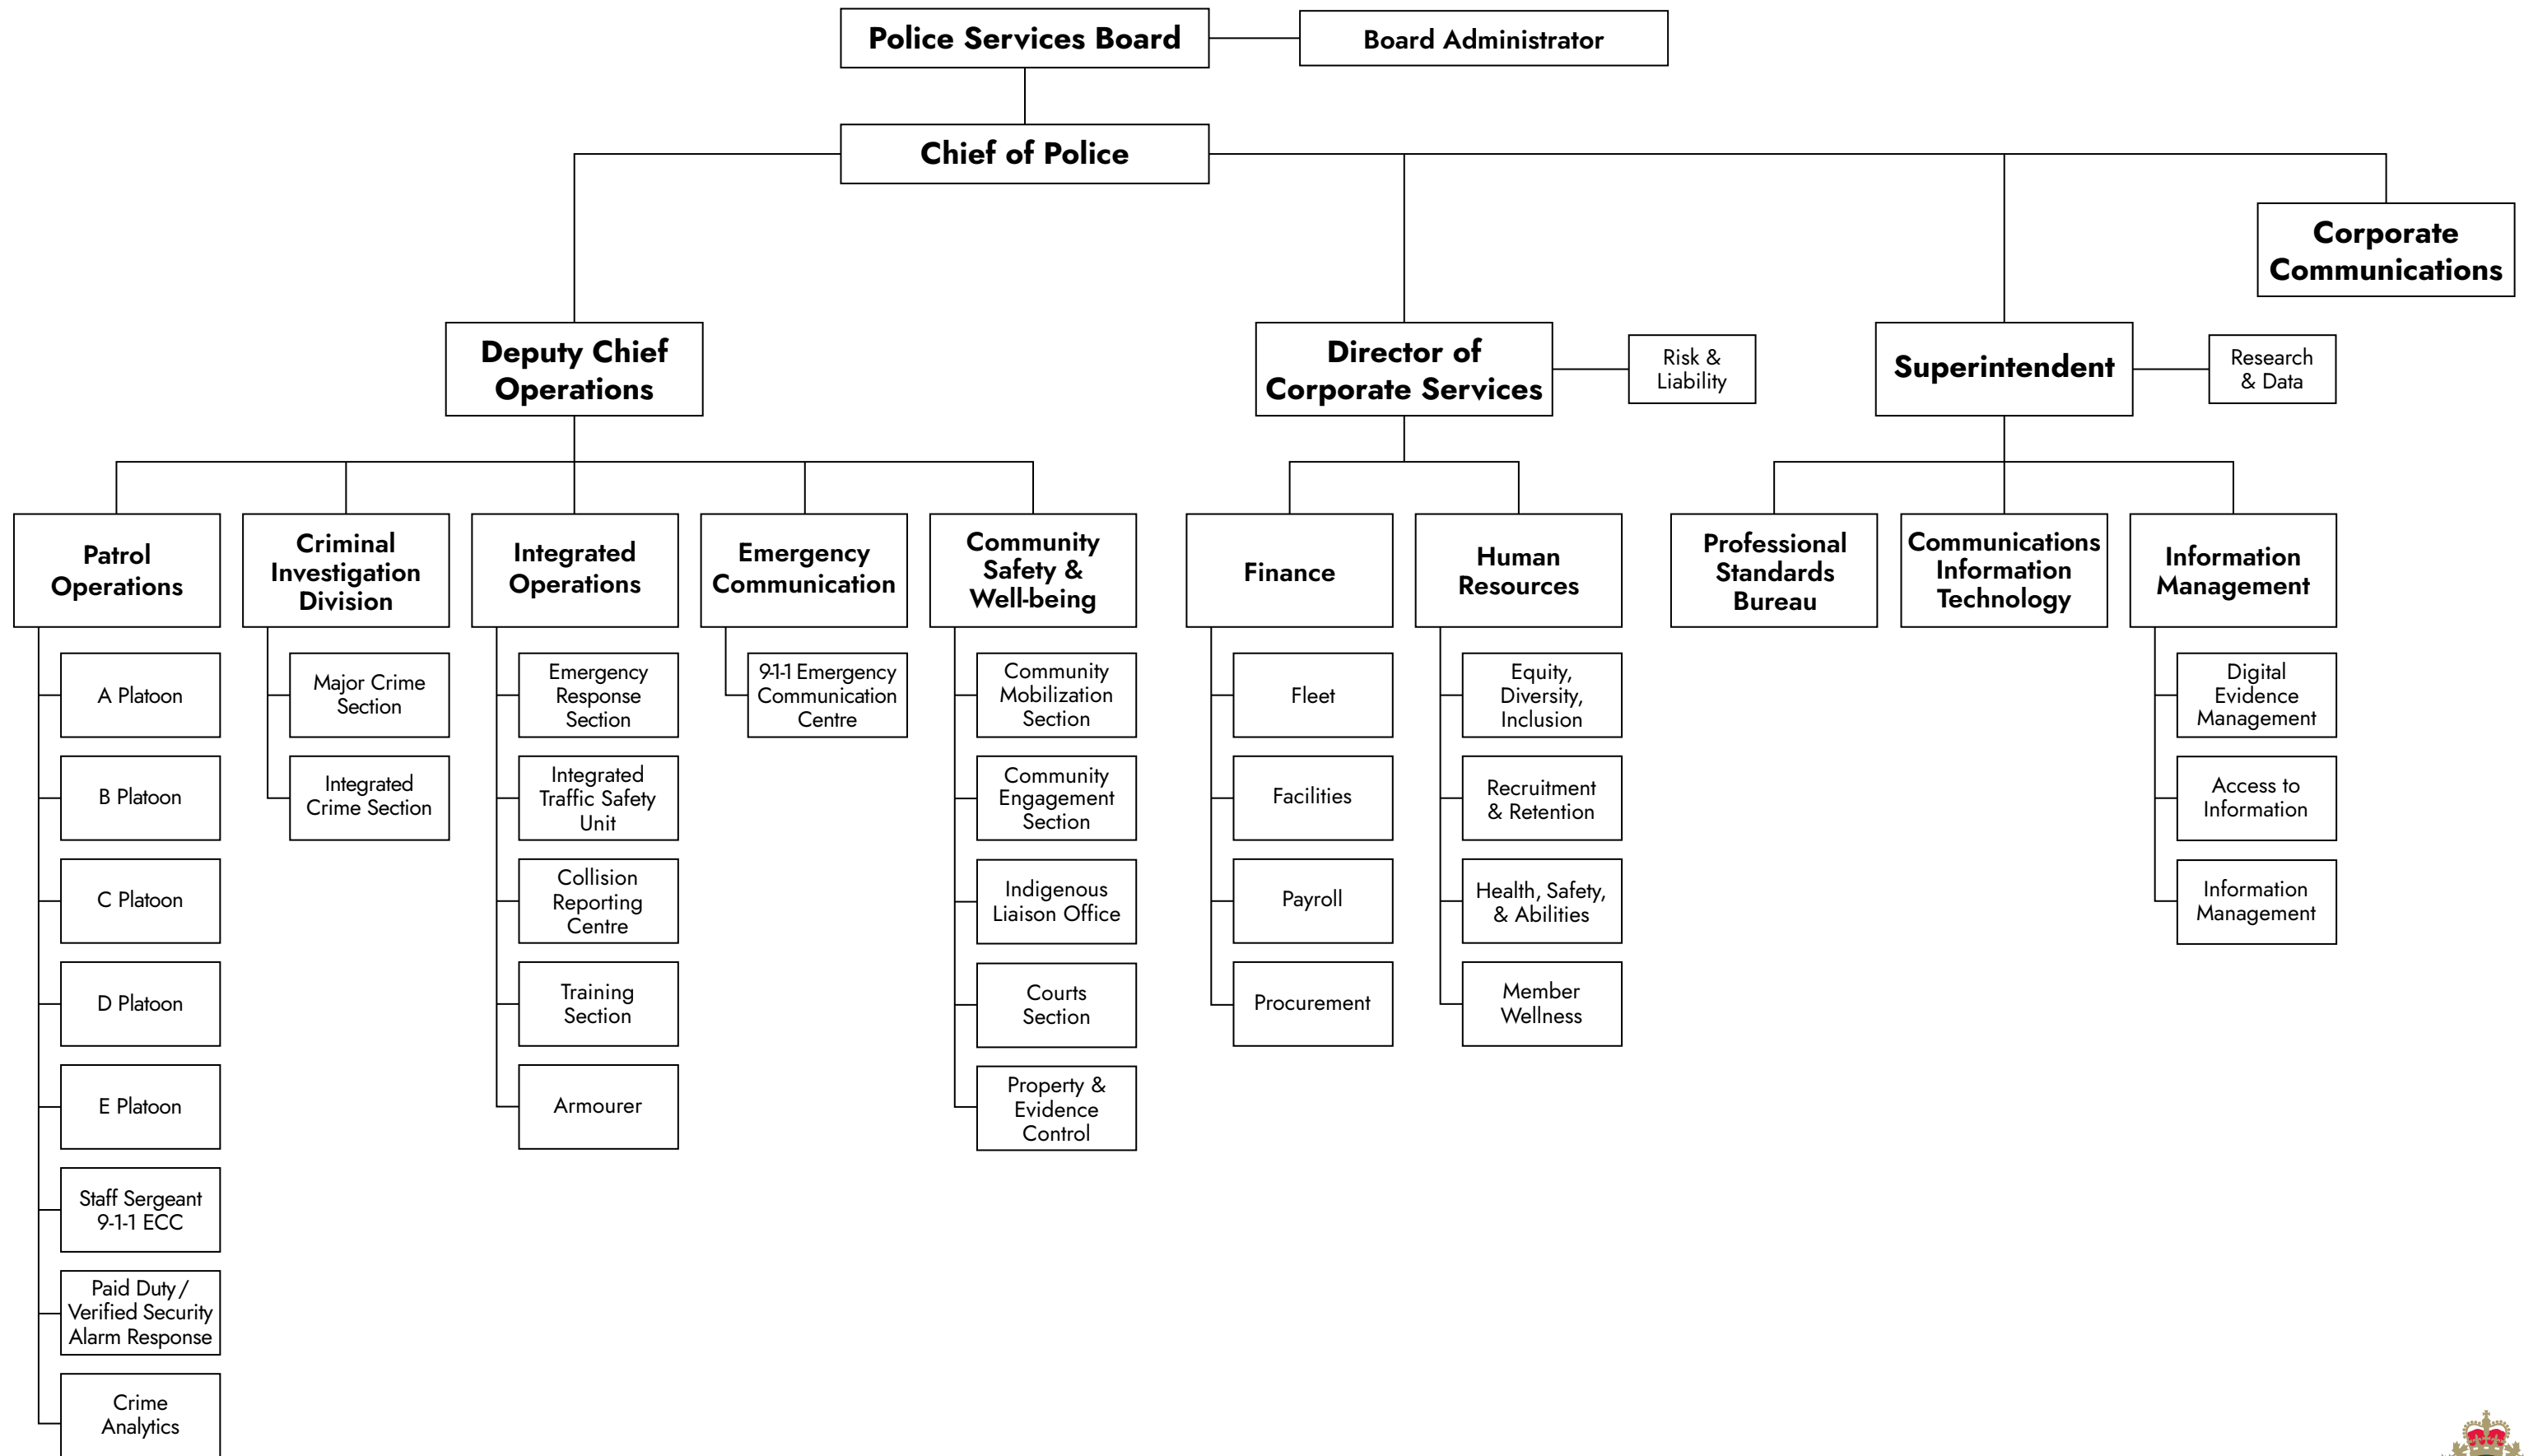 Police Services Board
Board Administrator
Chief of Police
Corporate
Communications
Deputy Chief
Operations
Director of
Corporate Services
Risk &
Liability
Superintendent
Research
& Data
Patrol
Operations
A Platoon
B Platoon
C Platoon
D Platoon
E Platoon
Staff Sergeant
9-1-1 ECC
Paid Duty/
Verified Security
Alarm Response
Crime
Analytics
Criminal
Investigation
Division
Major Crime
Section
Integrated
Crime Section
Integrated
Operations
Emergency
Response
Section
Integrated
Traffic Safety
Unit
Collision
Reporting
Centre
Training
Section
Armourer
Emergency
Communication
9-1-1 Emergency
Communication
Centre
Community
Safety &
Well-being
Community
Mobilization
Section
Community
Engagement
Section
Indigenous
Liaison Office
Courts
Section
Property &
Evidence
Control
Finance
Fleet
Facilities
Payroll
Procurement
Human
Resources
Equity,
Diversity,
Inclusion
Recruitment
& Retention
Health, Safety,
& Abilities
Member
Wellness
Professional
Standards
Bureau
Communications
Information
Technology
Information
Management
Digital
Evidence
Management
Access to
Information
Information
Management